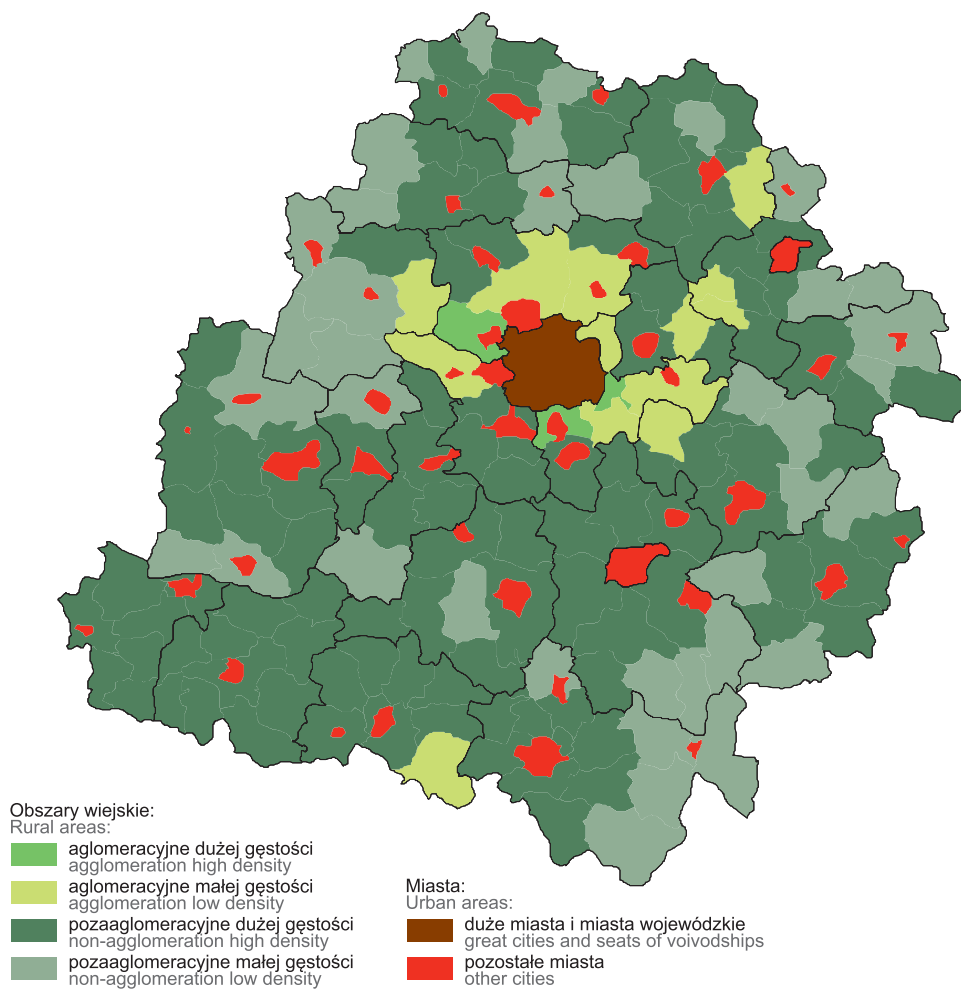 Obszary wiejskie:
Rural areas:
aglomeracyjne dużej gęstości
agglomeration high density
aglomeracyjne małej gęstości
agglomeration low density
pozaaglomeracyjne dużej gęstości
non-agglomeration high density
pozaaglomeracyjne małej gęstości
non-agglomeration low density
Miasta:
Urban areas:
duże miasta i miasta wojewódzkie
great cities and seats of voivodships
pozostałe miasta
other cities